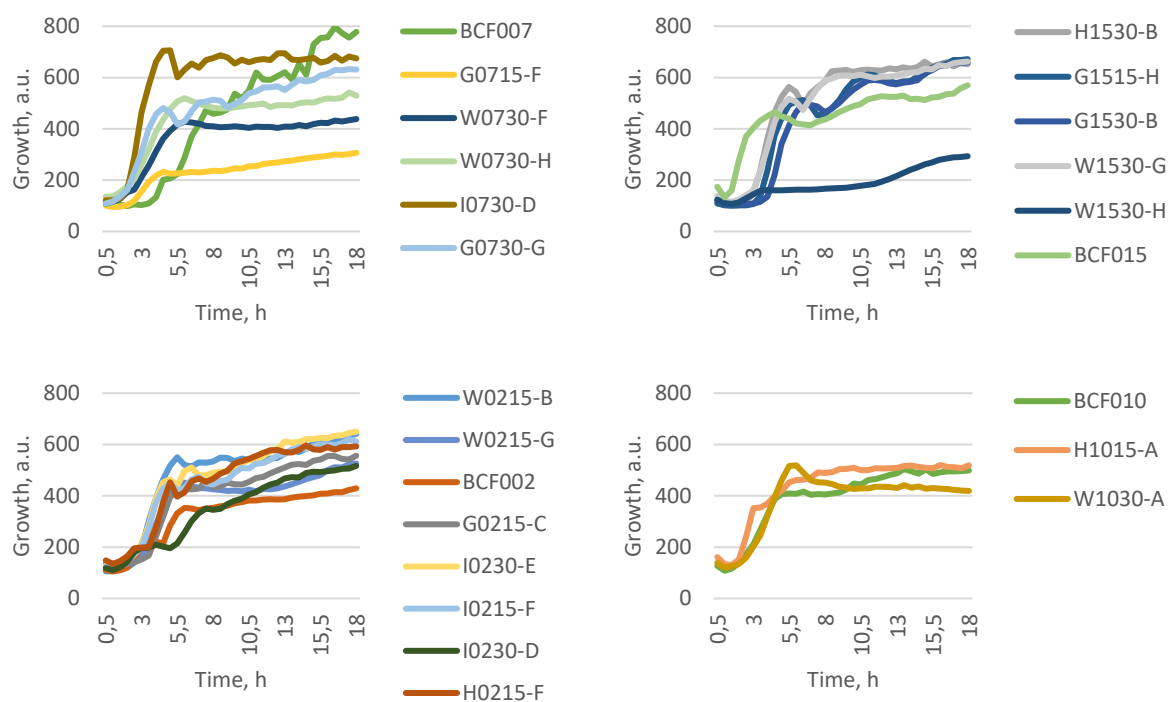 Growth, a.u.
800
600
400
200
0
0,5
3
5,5
8
10,5
13
15,5
18
Time, h
BCF007
G0715-F
W0730-F
W0730-H
I0730-D
G0730-G
Growth, a.u.
800
600
400
200
0
0,5
3
5,5
8
10,5
13
15,5
18
Time, h
H1530-B
G1515-H
G1530-B
W1530-G
W1530-H
BCF015
Growth, a.u.
800
600
400
200
0
0,5
3
5,5
8
10,5
13
15,5
18
Time, h
W0215-B
W0215-G
BCF002
G0215-C
I0230-E
I0215-F
I0230-D
H0215-F
Growth, a.u.
800
600
400
200
0
0,5
3
5,5
8
10,5
13
15,5
18
Time, h
BCF010
H1015-A
W1030-A